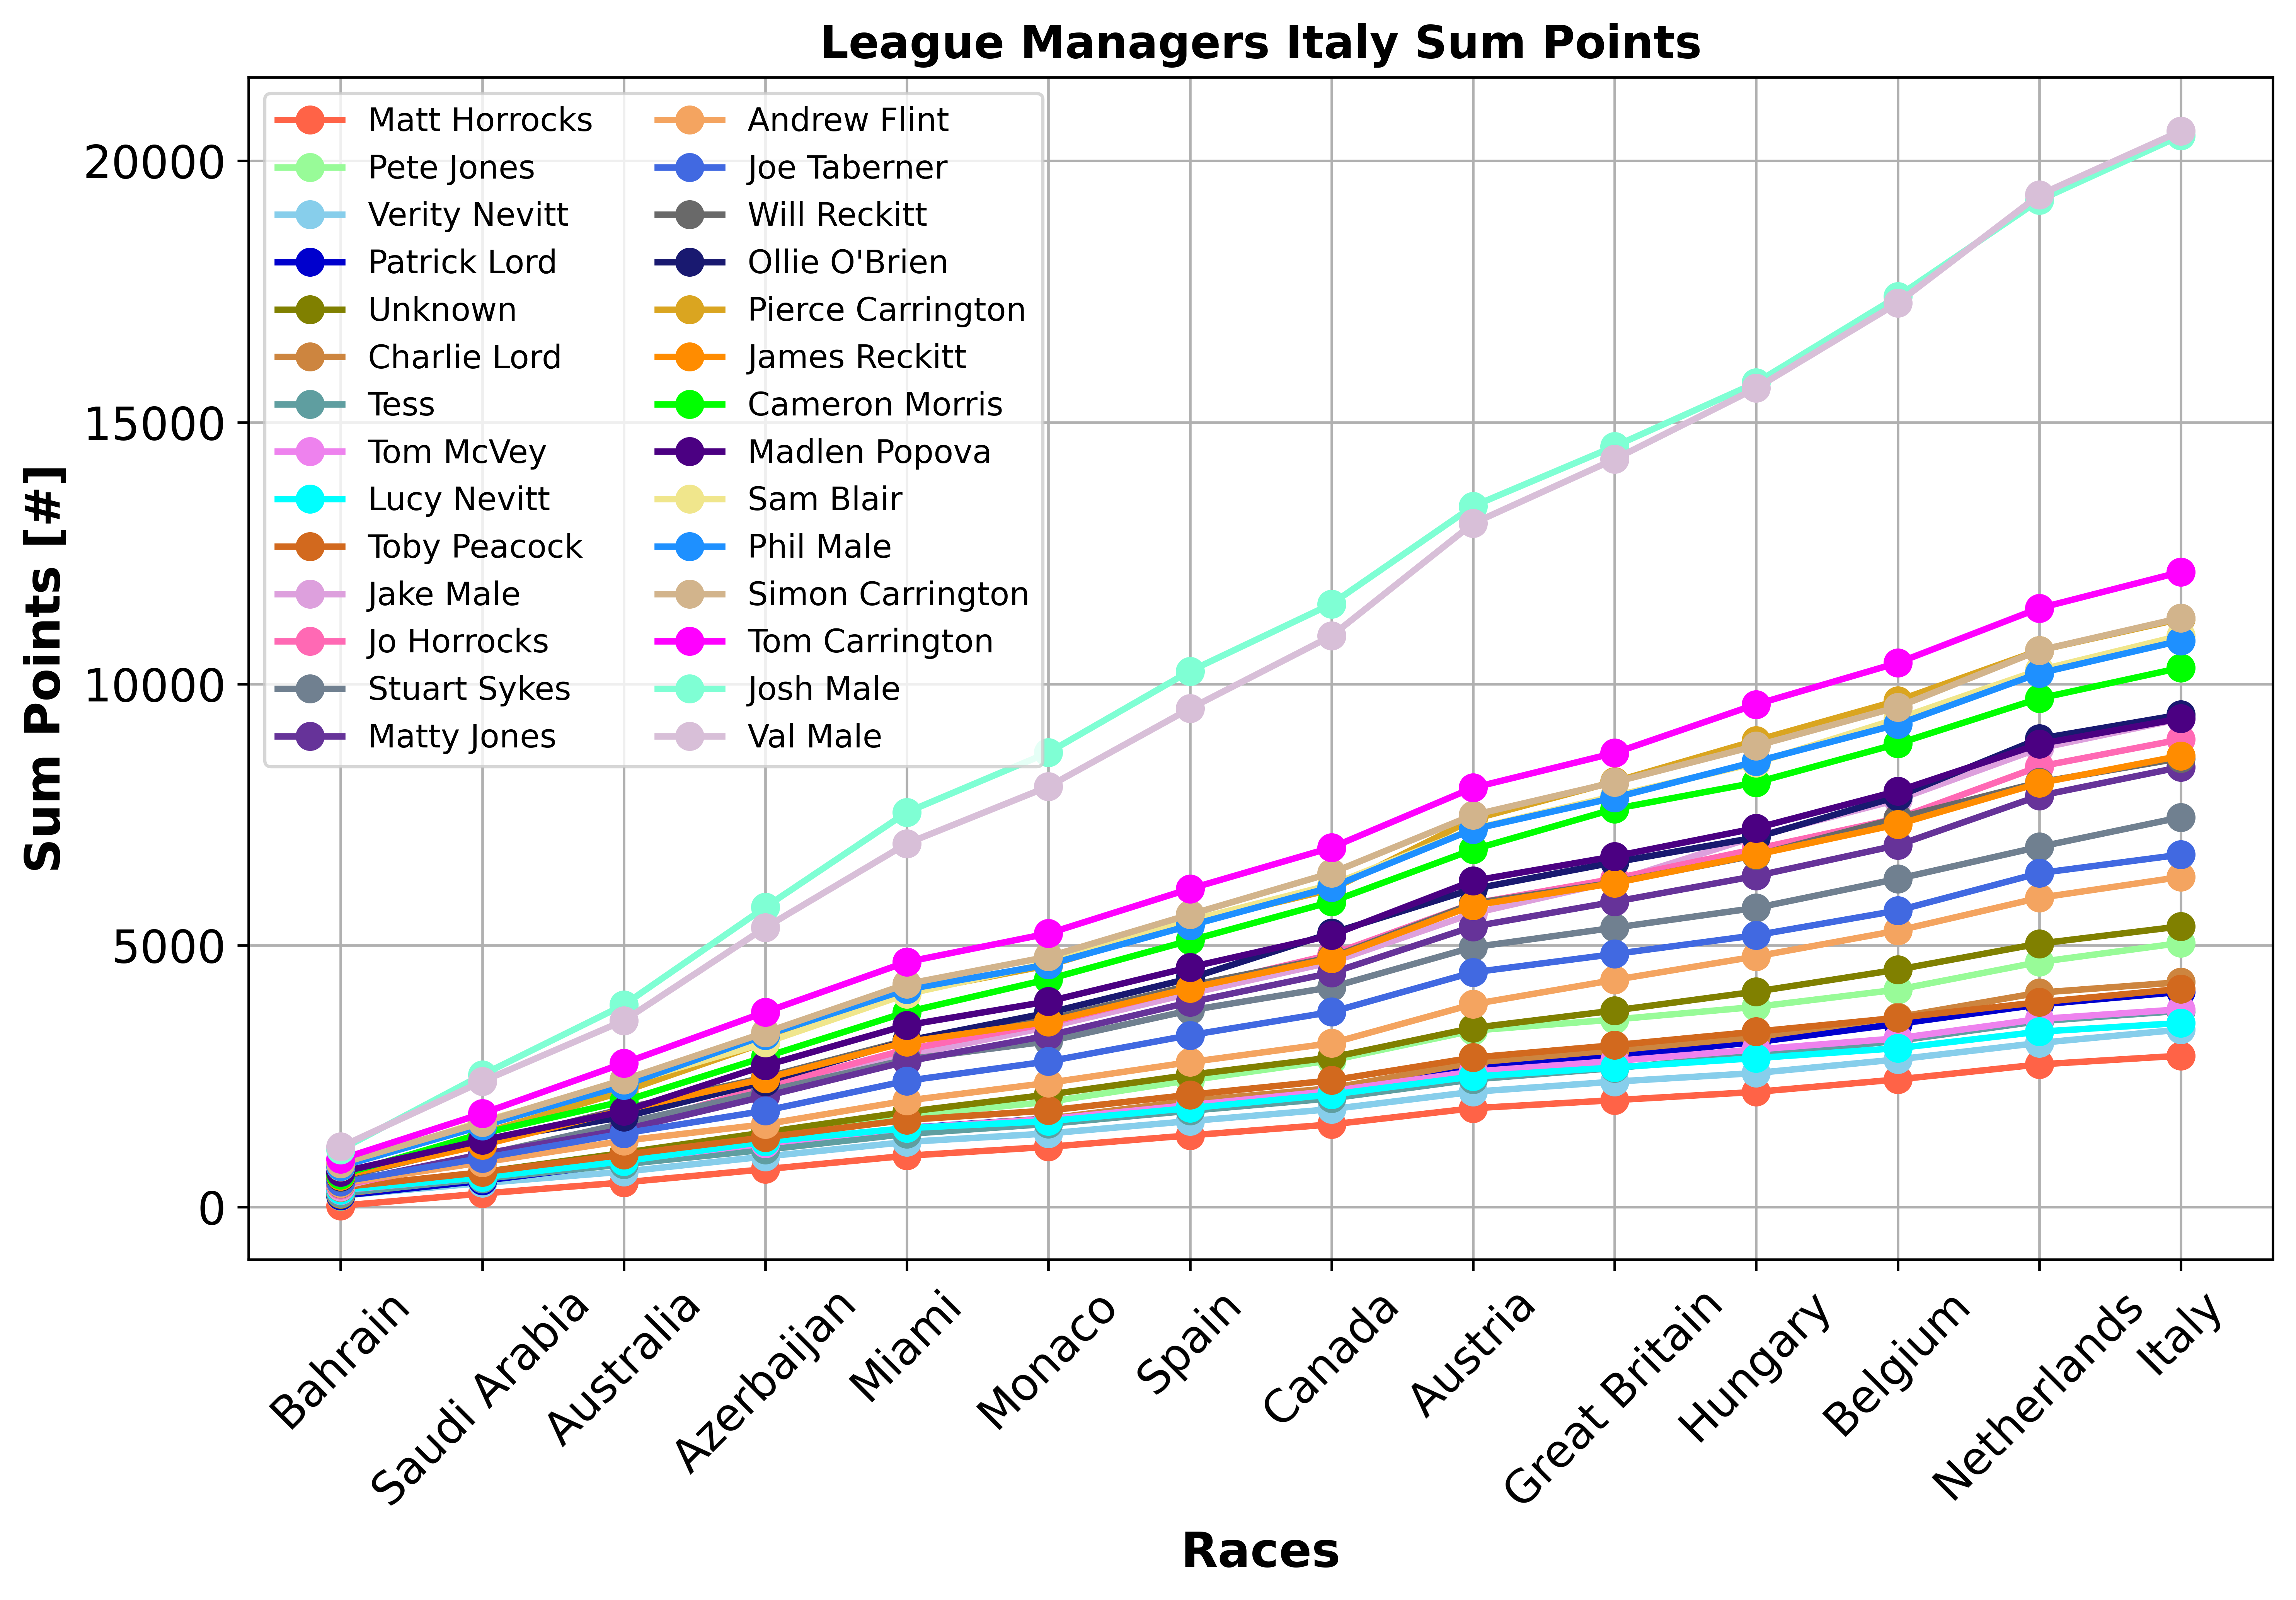 League Managers Italy Sum Points
Sum Points [#]
20000
15000
10000
5000
0
Matt Horrocks
Pete Jones
Verity Nevitt
Patrick Lord
Unknown
Charlie Lord
Tess
Tom McVey
Lucy Nevitt
Toby Peacock
Jake Male
Jo Horrocks
Stuart Sykes
Matty Jones
Andrew Flint
Joe Taberner
Will Reckitt
Ollie O'Brien
Pierce Carrington
James Reckitt
Cameron Morris
Madlen Popova
Sam Blair
Phil Male
Simon Carrington
Tom Carrington
Josh Male
Val Male
Bahrain
Saudi Arabia
Australia
Azerbaijan
Miami
Monaco
Spain
Canada
Austria
Great Britain
Hungary
Belgium
Netherlands
Italy
Races